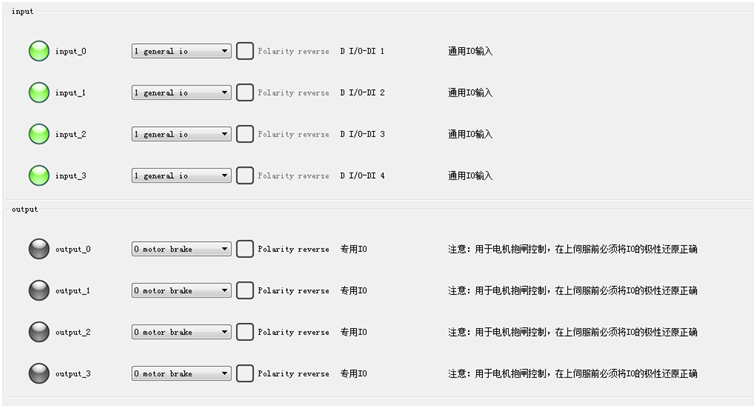 input
input_0 1 general io Polarity reverse D I/O-DI 1 通用IO输入
input_1 1 general io Polarity reverse D I/O-DI 2 通用IO输入
input_2 1 general io Polarity reverse D I/O-DI 3 通用IO输入
input_3 1 general io Polarity reverse D I/O-DI 4 通用IO输入
output
output_0 0 motor brake Polarity reverse 专用IO 注意：用于电机抱闸控制，在上伺服前必须将IO的极性还原正确
output_1 0 motor brake Polarity reverse 专用IO 注意：用于电机抱闸控制，在上伺服前必须将IO的极性还原正确
output_2 0 motor brake Polarity reverse 专用IO 注意：用于电机抱闸控制，在上伺服前必须将IO的极性还原正确
output_3 0 motor brake Polarity reverse 专用IO 注意：用于电机抱闸控制，在上伺服前必须将IO的极性还原正确